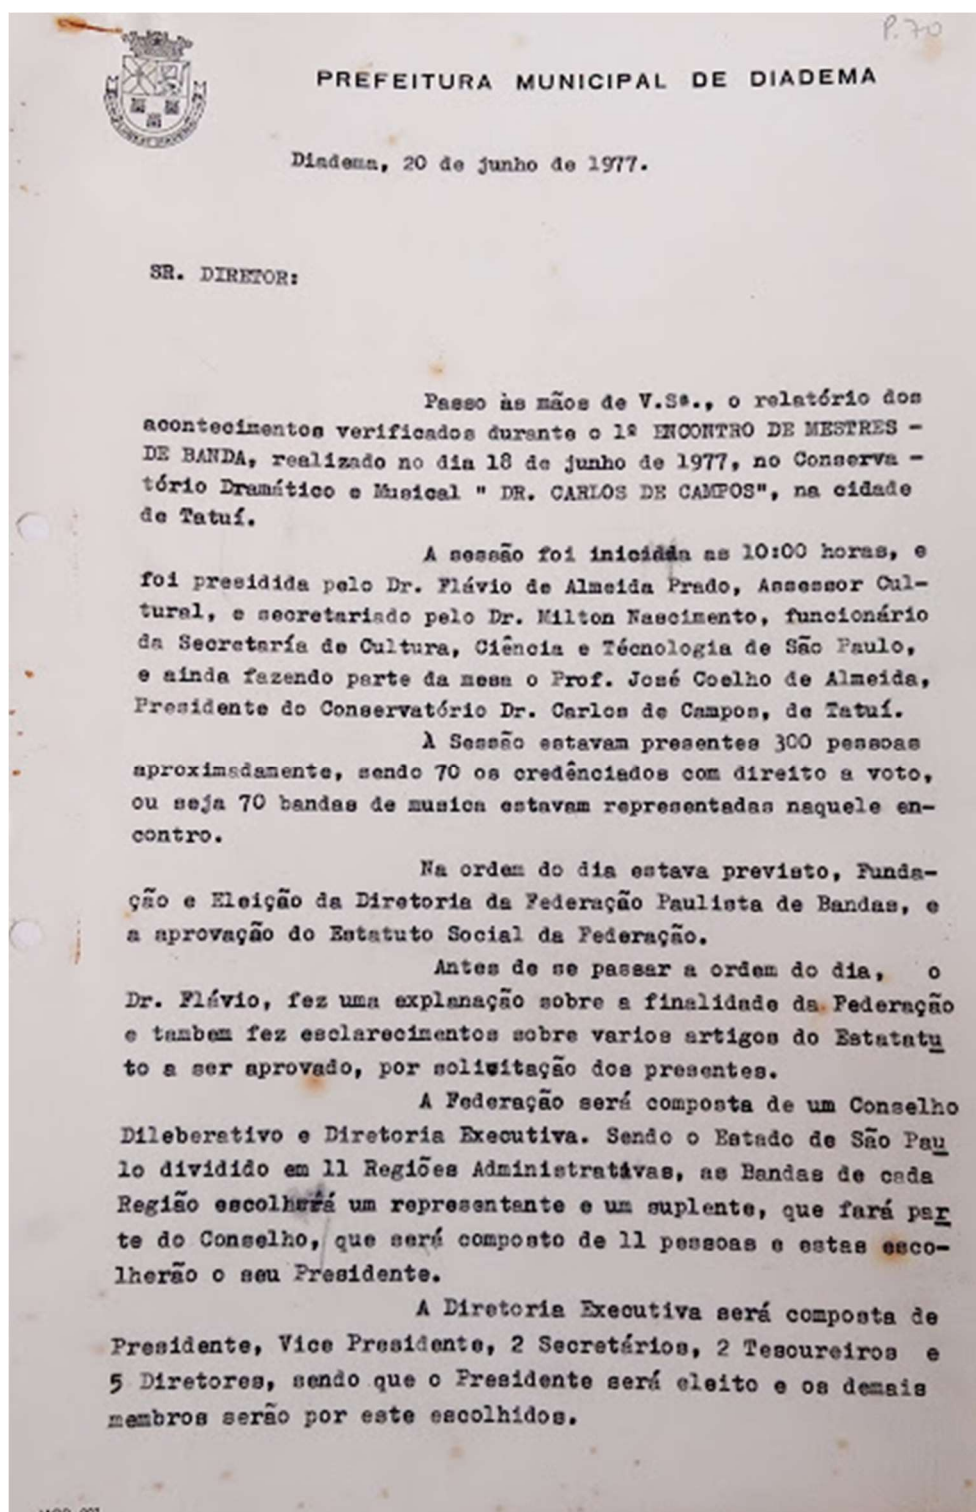 P.70
PREFEITURA MUNICIPAL DE DIADEMA
Diadema, 20 de junho de 1977.
SR. DIRETOR:
Passo às mãos de V.Sª., o relatório dos
acontecimentos verificados durante o 1º ENCONTRO DE MESTRES -
DE BANDA, realizado no dia 18 de junho de 1977, no Conserva -
tório Dramático e Musical " DR. CARLOS DE CAMPOS", na cidade
de Tatuí.
A sessão foi iniciada as 10:00 horas, e
foi presidida pelo Dr. Flávio de Almeida Prado, Assessor Cul-
tural, e secretariado pelo Dr. Milton Nascimento, funcionário
da Secretaría de Cultura, Ciência e Técnologia de São Paulo,
e ainda fazendo parte da mesa o Prof. José Coelho de Almeida,
Presidente do Conservatório Dr. Carlos de Campos, de Tatuí.
À Sessão estavam presentes 300 pessoas
aproximadamente, sendo 70 os credênciados com direito a voto,
ou seja 70 bandas de musica estavam representadas naquele en-
contro.
Na ordem do dia estava previsto, Funda-
ção e Eleição da Diretoria da Federação Paulista de Bandas, e
a aprovação do Estatuto Social da Federação.
Antes de se passar a ordem do dia, o
Dr. Flávio, fez uma explanação sobre a finalidade da Federação
e tambem fez esclarecimentos sobre varios artigos do Estatatu
to a ser aprovado, por solicitação dos presentes.
A Federação será composta de um Conselho
Dileberativo e Diretoria Executiva. Sendo o Estado de São Pau
lo dividido em 11 Regiões Administrativas, as Bandas de cada
Região escolherá um representante e um suplente, que fará par
te do Conselho, que será composto de 11 pessoas e estas esco-
lherão o seu Presidente.
A Diretoria Executiva será composta de
Presidente, Vice Presidente, 2 Secretários, 2 Tesoureiros e
5 Diretores, sendo que o Presidente será eleito e os demais
membros serão por este escolhidos.